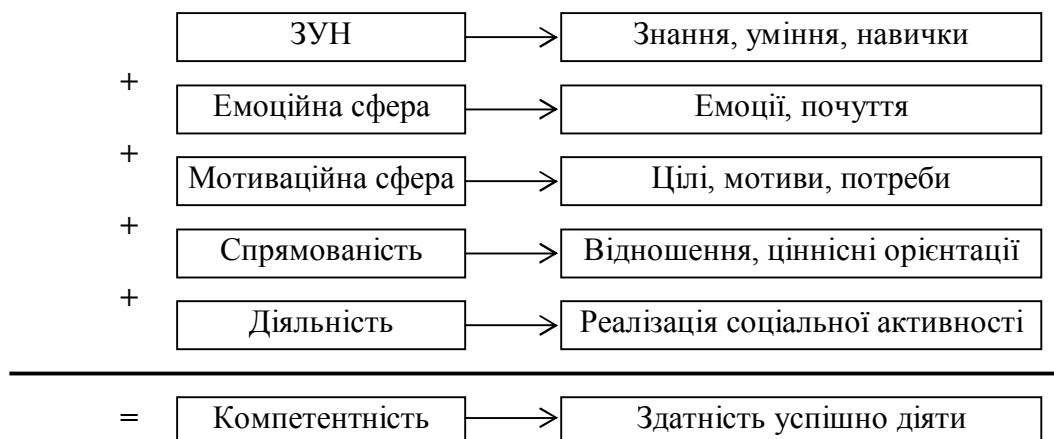 ЗУН Знання, уміння, навички
+
Емоційна сфера Емоції, почуття
+
Мотиваційна сфера Цілі, мотиви, потреби
+
Спрямованість Відношення, ціннісні орієнтації
+
Діяльність Реалізація соціальної активності
= Компетентність Здатність успішно діяти